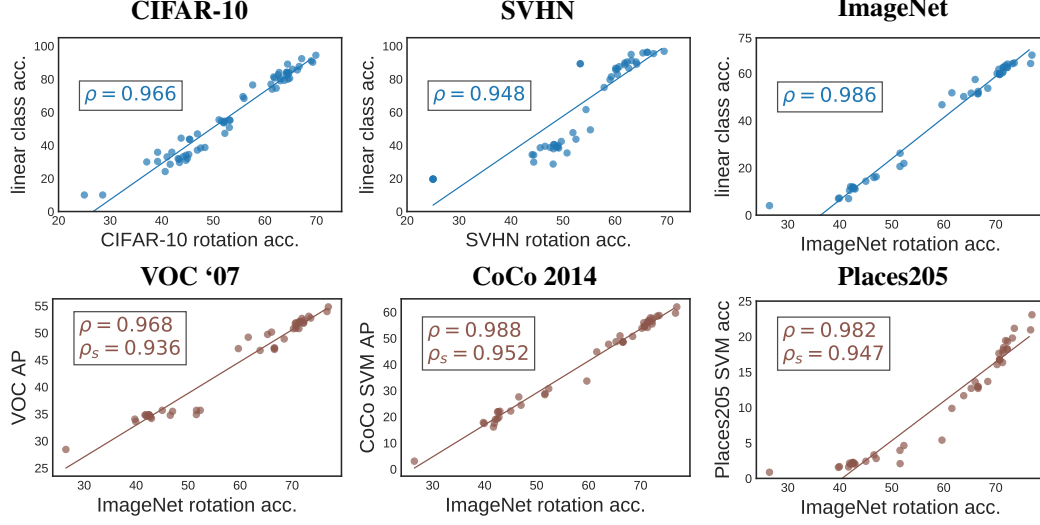 CIFAR-10
SVHN
ImageNet
100
80
60
40
20
0
20
30
40
50
60
70
linear class acc.
ρ = 0.966
CIFAR-10 rotation acc.
100
80
60
40
20
0
30
40
50
60
70
linear class acc.
ρ = 0.948
SVHN rotation acc.
75
60
45
30
15
0
30
40
50
60
70
linear class acc.
ρ = 0.986
ImageNet rotation acc.
VOC ‘07
CoCo 2014
Places205
55
50
45
40
35
30
25
30
40
50
60
70
VOC AP
ρ = 0.968
ρs = 0.936
ImageNet rotation acc.
60
50
40
30
20
10
0
30
40
50
60
70
CoCo SVM AP
ρ = 0.988
ρs = 0.952
ImageNet rotation acc.
25
20
15
10
5
0
30
40
50
60
70
Places205 SVM acc
ρ = 0.982
ρs = 0.947
ImageNet rotation acc.